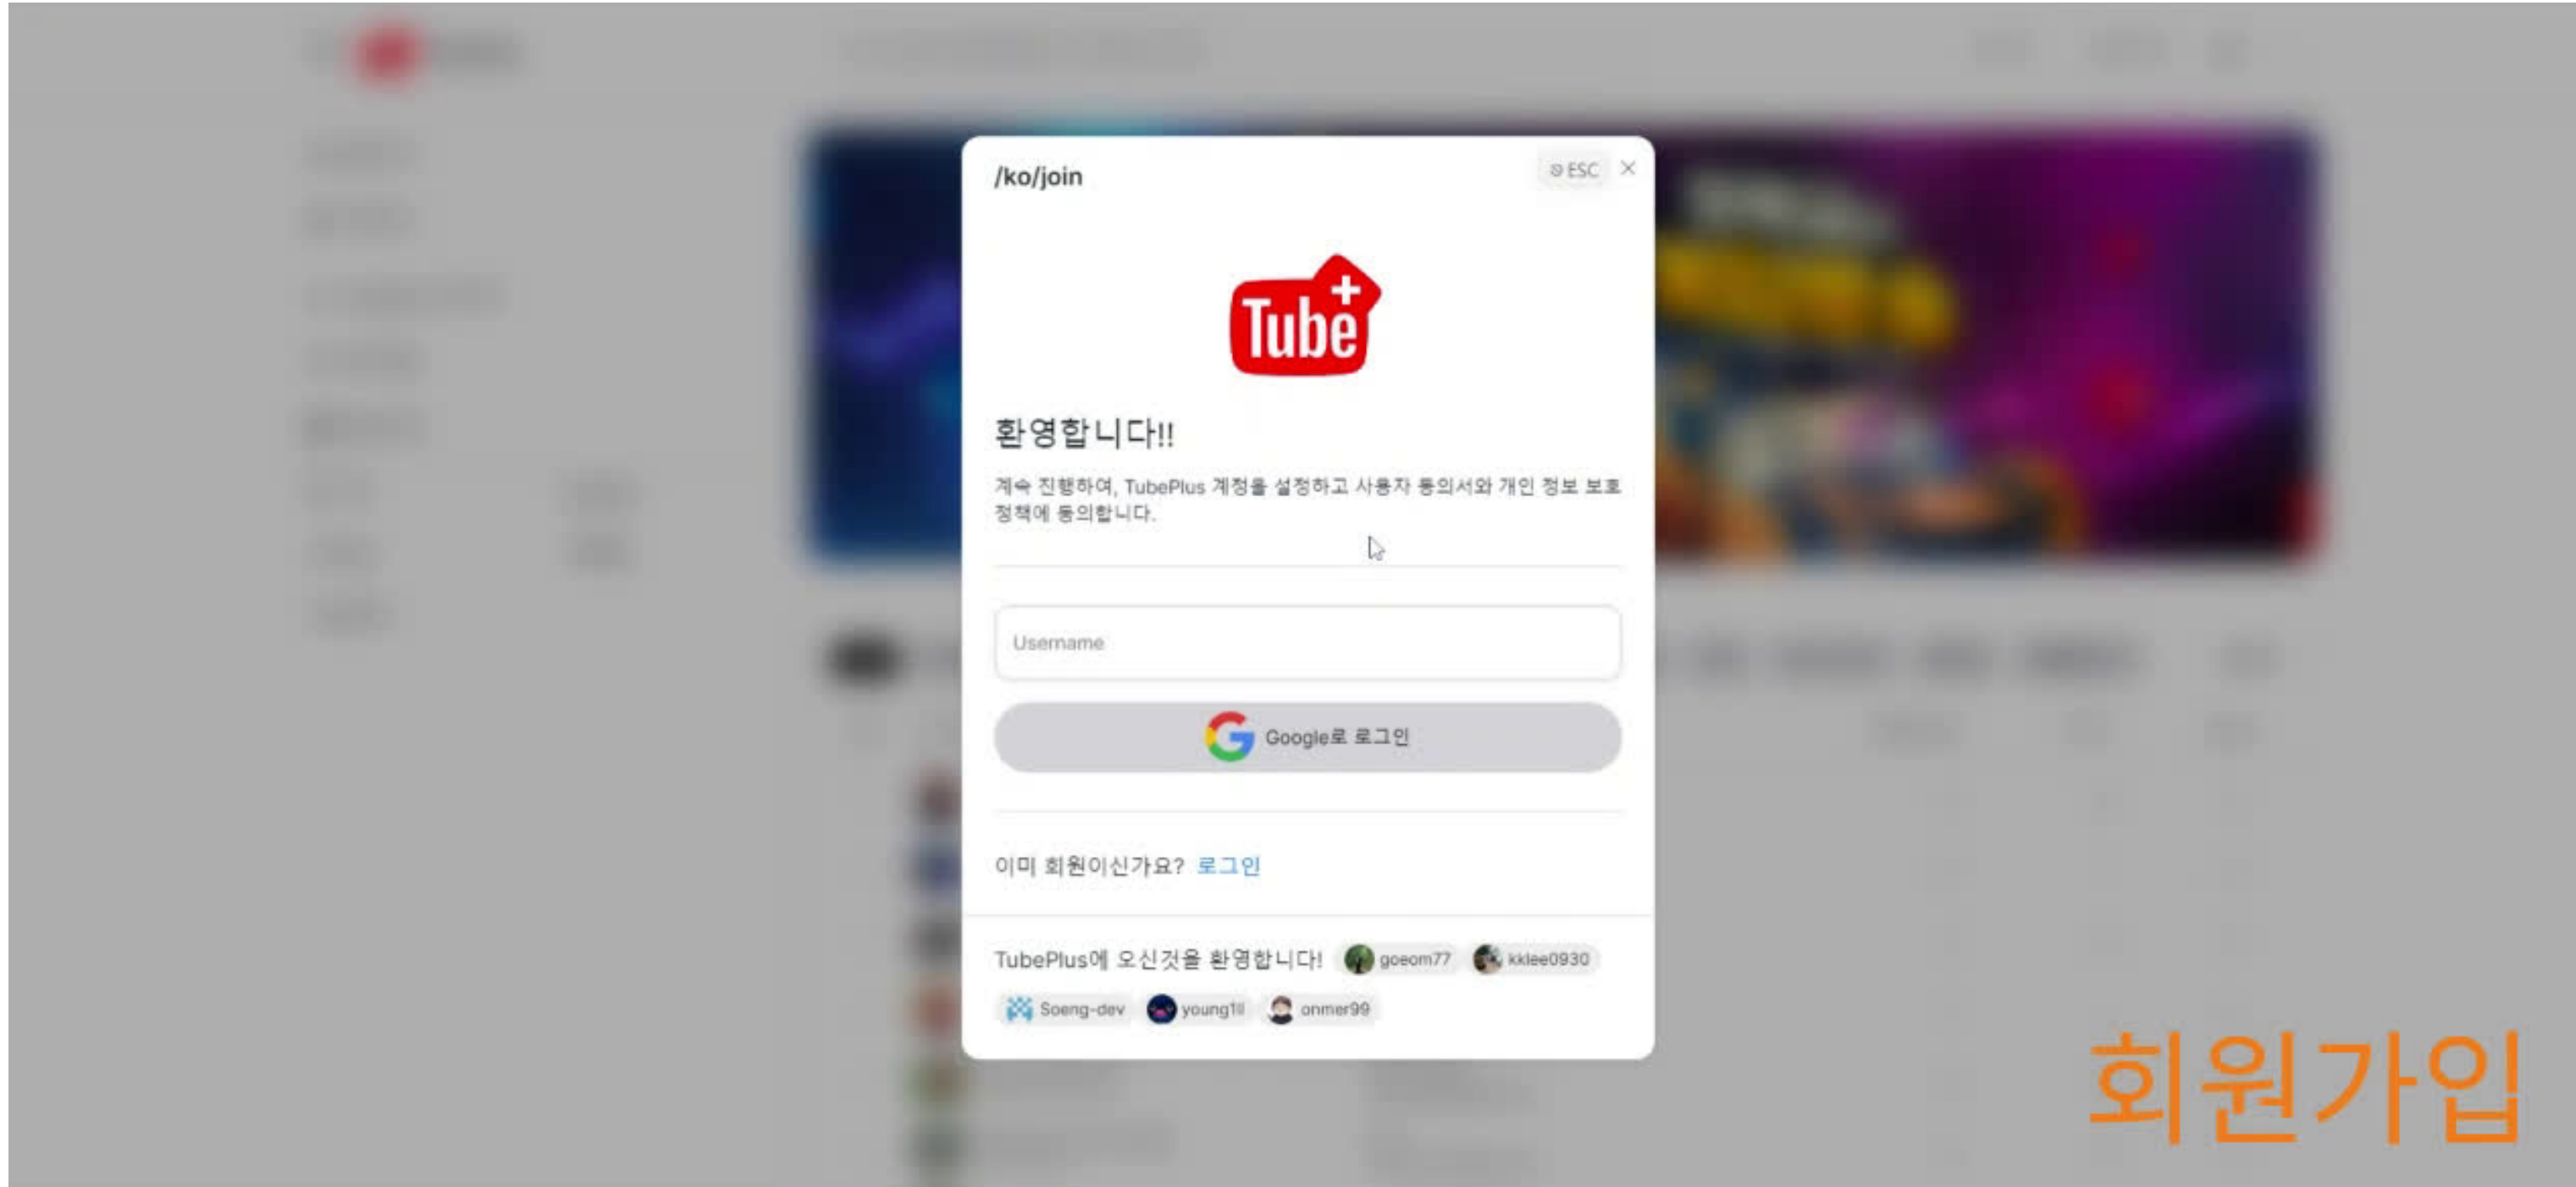 /ko/join
ESC
Tube+
환영합니다!!
계속 진행하여, TubePlus 계정을 설정하고 사용자 동의서와 개인 정보 보호
정책에 동의합니다.
Username
Google로 로그인
이미 회원이신가요? 로그인
TubePlus에 오신것을 환영합니다! goeom77 kklee0930
Soeng-dev onmer99
회원가입